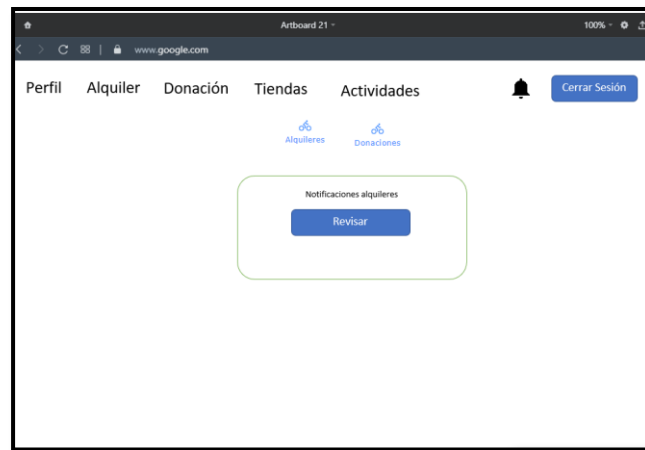 Artboard 21
100%
www.google.com
Perfil Alquiler Donación Tiendas Actividades Cerrar Sesión
Alquileres Donaciones
Notificaciones alquileres
Revisar